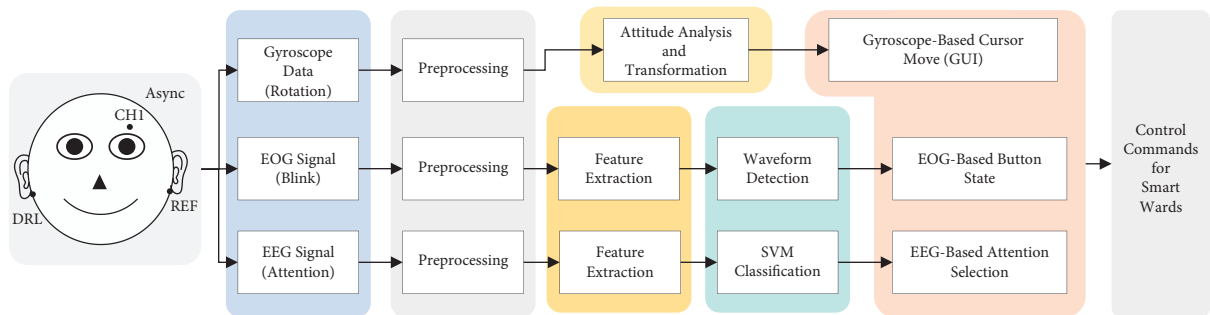 Async
CH1
DRL
REF
Gyroscope
Data
(Rotation)
Preprocessing
Attitude Analysis
and
Transformation
Gyroscope-Based Cursor
Move (GUI)
EOG Signal
(Blink)
Preprocessing
Feature
Extraction
Waveform
Detection
EOG-Based Button
State
EEG Signal
(Attention)
Preprocessing
Feature
Extraction
SVM
Classification
EEG-Based Attention
Selection
Control
Commands
for
Smart
Wards